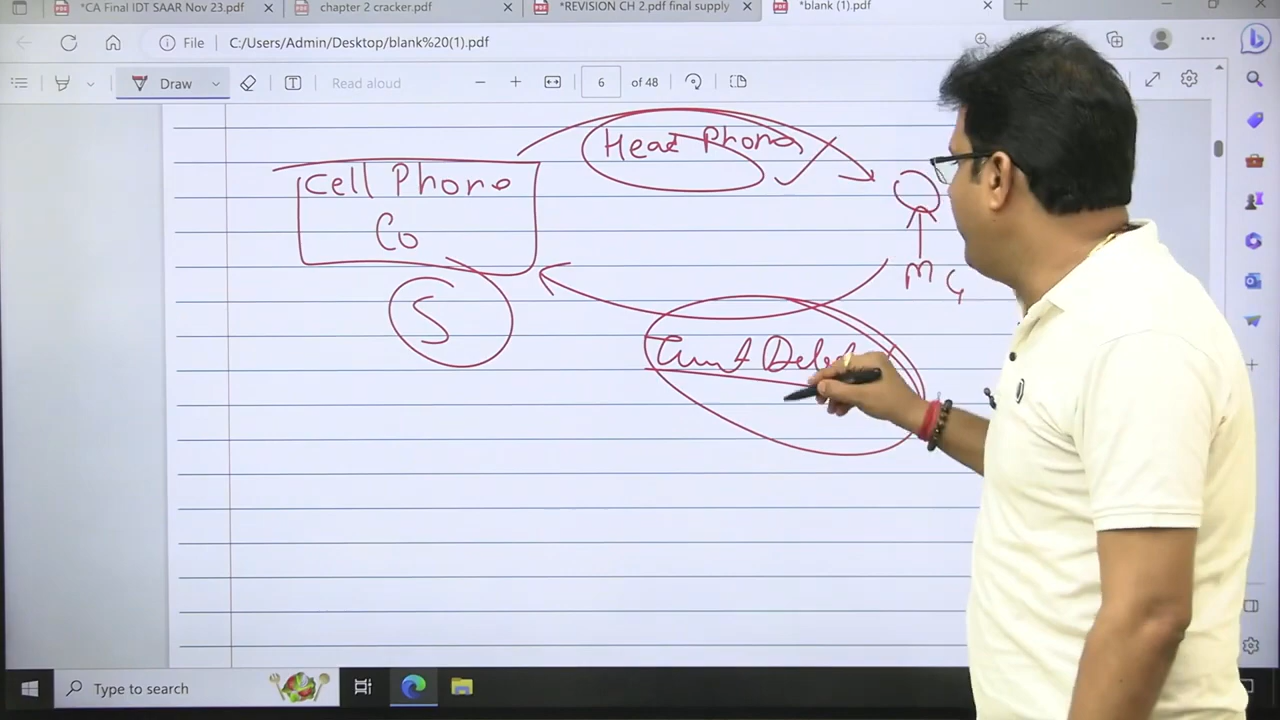 *CA Final IDT SAAR Nov 23.pdf
chapter 2 cracker.pdf
*REVISION CH 2.pdf final supply
*blank (1).pdf
File
C:/Users/Admin/Desktop/blank%20(1).pdf
Draw
Read aloud
6
of 48
Head Phone
Cell Phone
Co
M G
S
Type to search